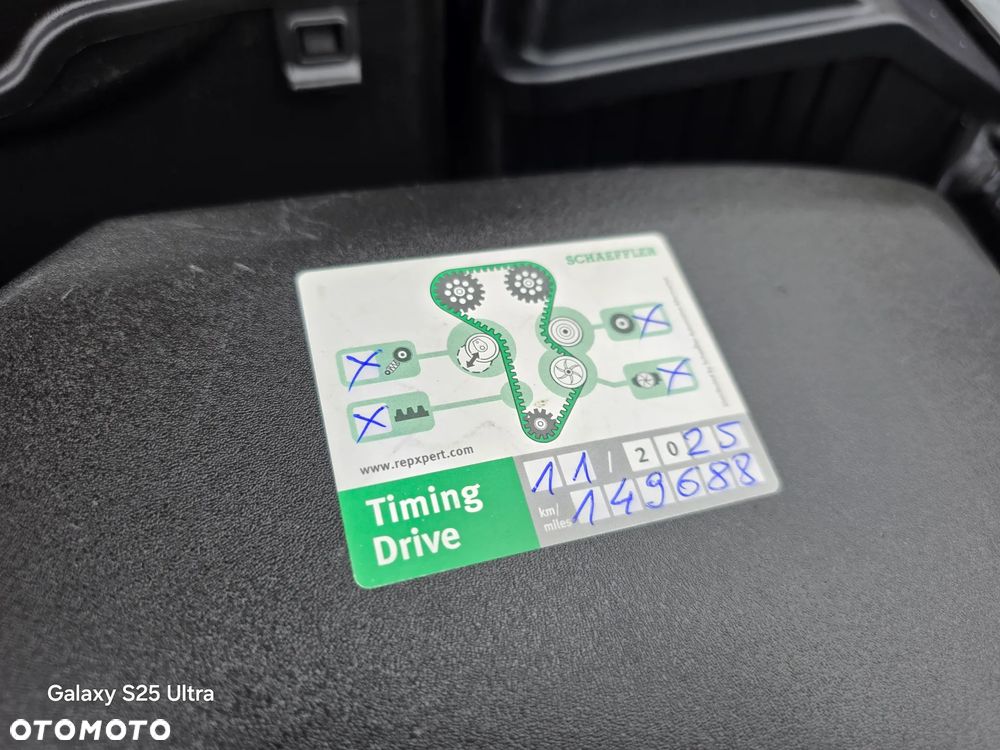 SCHAEFFLER
X
X
X
X
www.repxpert.com
11 / 2025
km/
miles
149688
Timing
Drive
Galaxy S25 Ultra
OTOMOTO